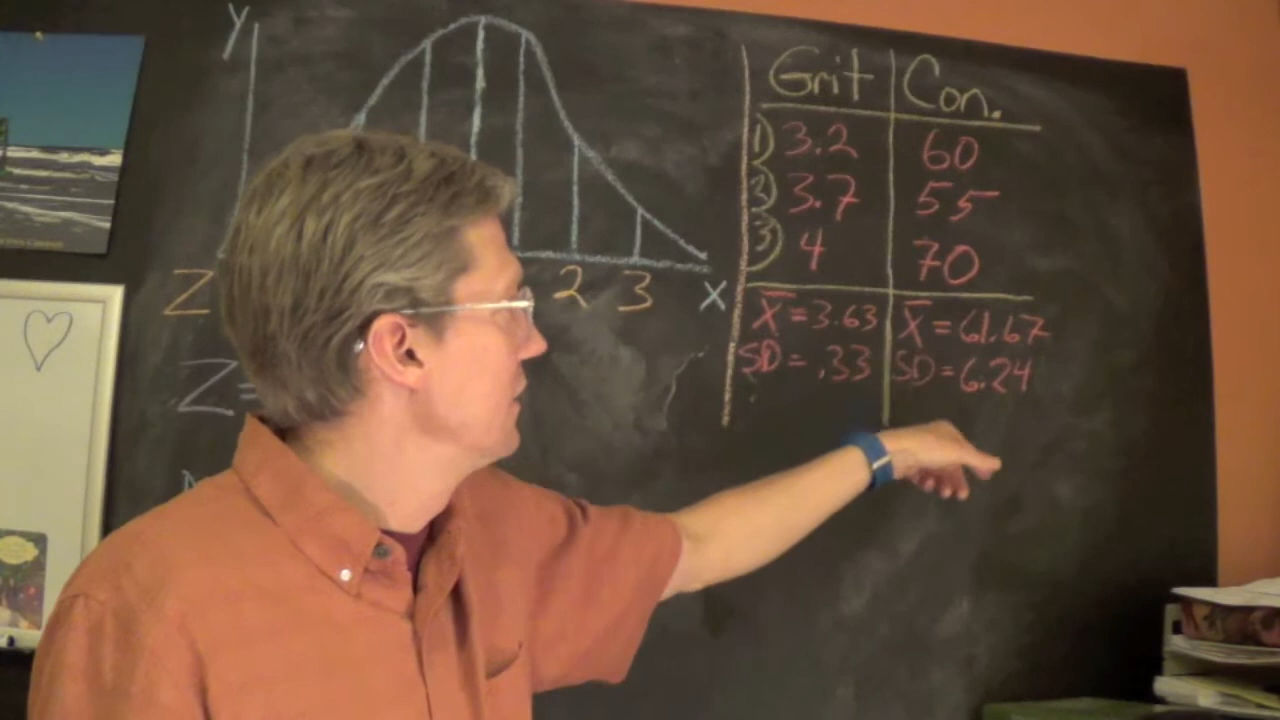 Y
Z 2 3 X
Z=
Grit Con.
1) 3.2 60
2) 3.7 55
3) 4 70
X̄ = 3.63 X̄ = 61.67
SD = .33 SD = 6.24